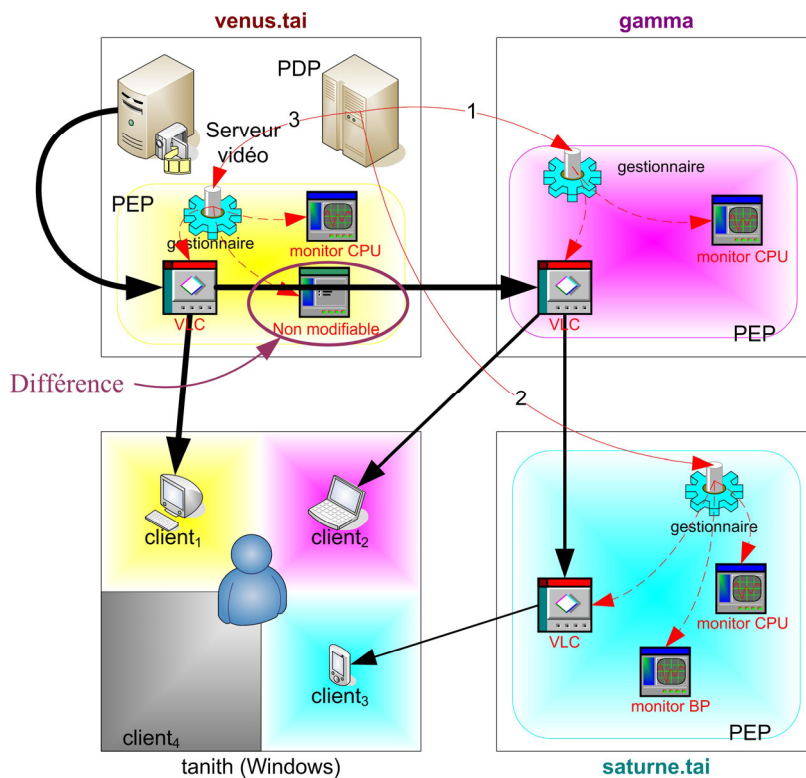 venus.tai
gamma
PDP
1
3
Serveur
vidéo
gestionnaire
PEP
gestionnaire
monitor CPU
monitor CPU
VLC
Non modifiable
VLC
PEP
Différence
2
client1
client2
gestionnaire
monitor CPU
VLC
client3
monitor BP
client4
PEP
tanith (Windows)
saturne.tai